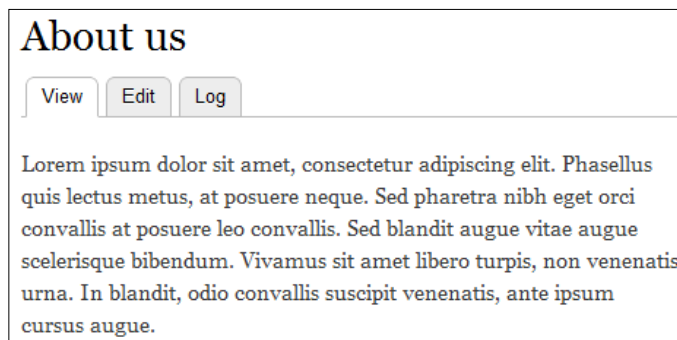 About us
View Edit Log
Lorem ipsum dolor sit amet, consectetur adipiscing elit. Phasellus
quis lectus metus, at posuere neque. Sed pharetra nibh eget orci
convallis at posuere leo convallis. Sed blandit augue vitae augue
scelerisque bibendum. Vivamus sit amet libero turpis, non venenatis
urna. In blandit, odio convallis suscipit venenatis, ante ipsum
cursus augue.